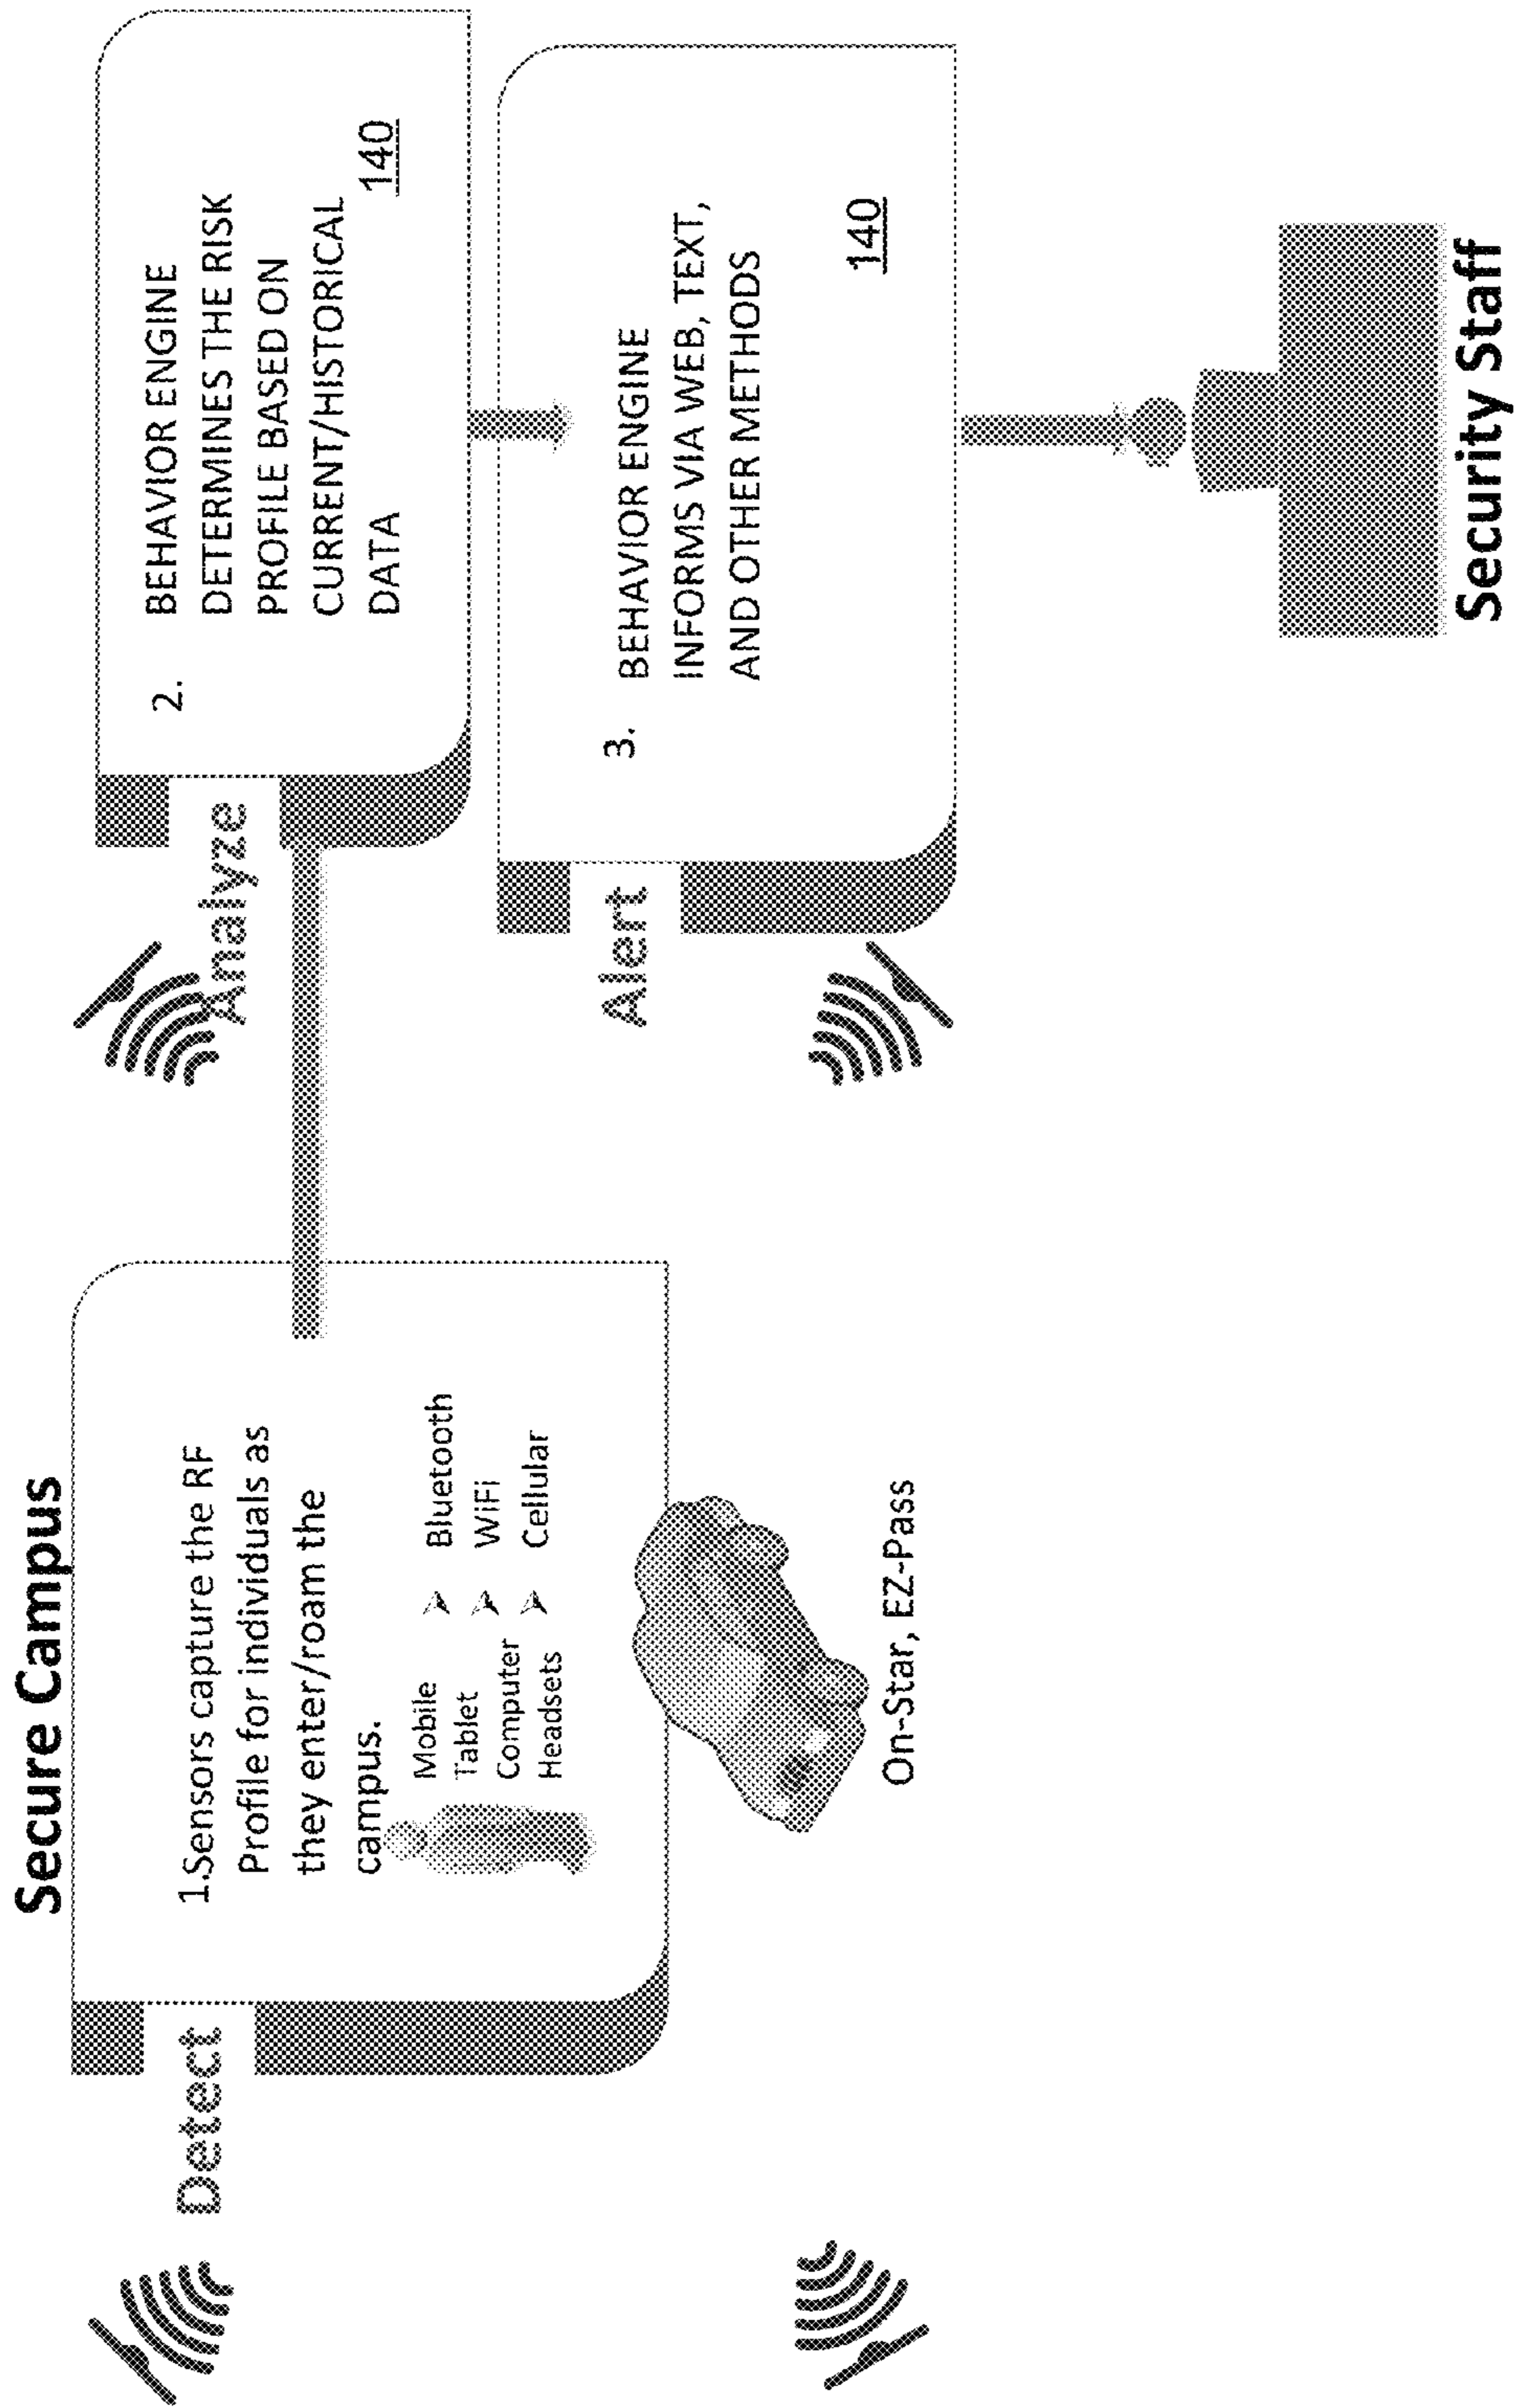 Secure Campus
Detect
1.Sensors capture the RF
Profile for individuals as
they enter/roam the
campus.
Mobile
Tablet
Computer
Headsets
➢ Bluetooth
➢ WiFi
➢ Cellular
On-Star, EZ-Pass
Analyze
2. BEHAVIOR ENGINE
DETERMINES THE RISK
PROFILE BASED ON
CURRENT/HISTORICAL
DATA
140
Alert
3. BEHAVIOR ENGINE
INFORMS VIA WEB, TEXT,
AND OTHER METHODS
140
Security Staff